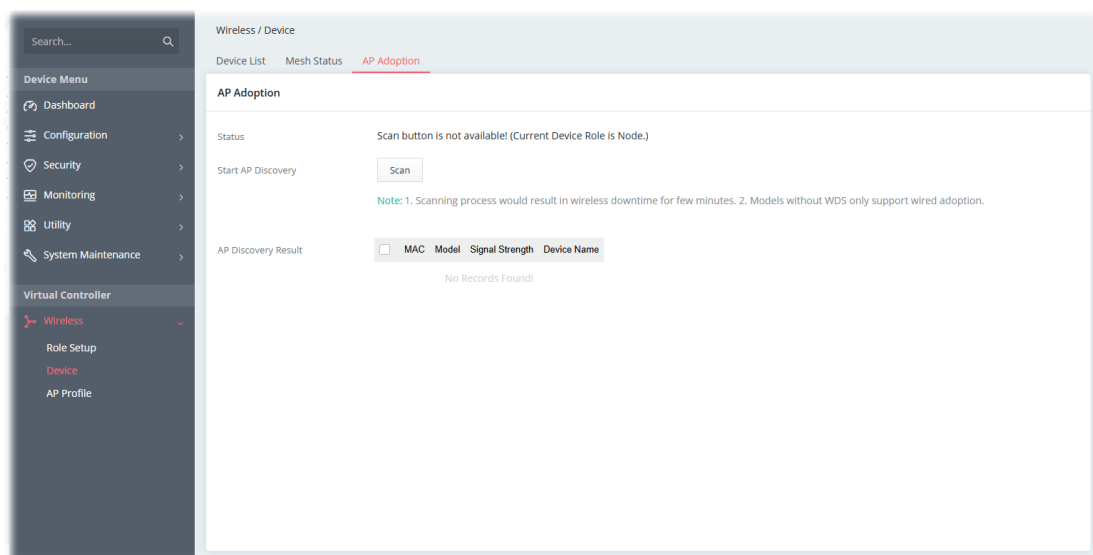 Search...
Device Menu
Dashboard
Configuration
Security
Monitoring
Utility
System Maintenance
Virtual Controller
Wireless
Role Setup
Device
AP Profile
Wireless / Device
Device List Mesh Status AP Adoption
AP Adoption
Status Scan button is not available! (Current Device Role is Node.)
Start AP Discovery Scan
Note: 1. Scanning process would result in wireless downtime for few minutes. 2. Models without WDS only support wired adoption.
AP Discovery Result MAC Model Signal Strength Device Name
No Records Found!